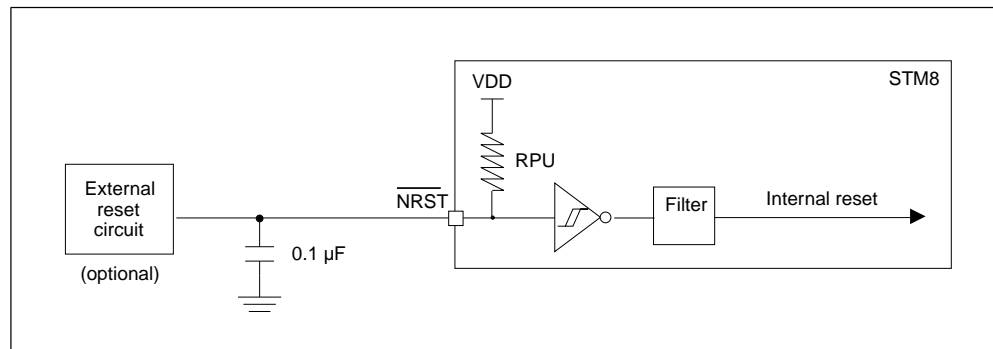 STM8
VDD
RPU
External
reset
circuit
(optional)
NRST
0.1 µF
Filter
Internal reset